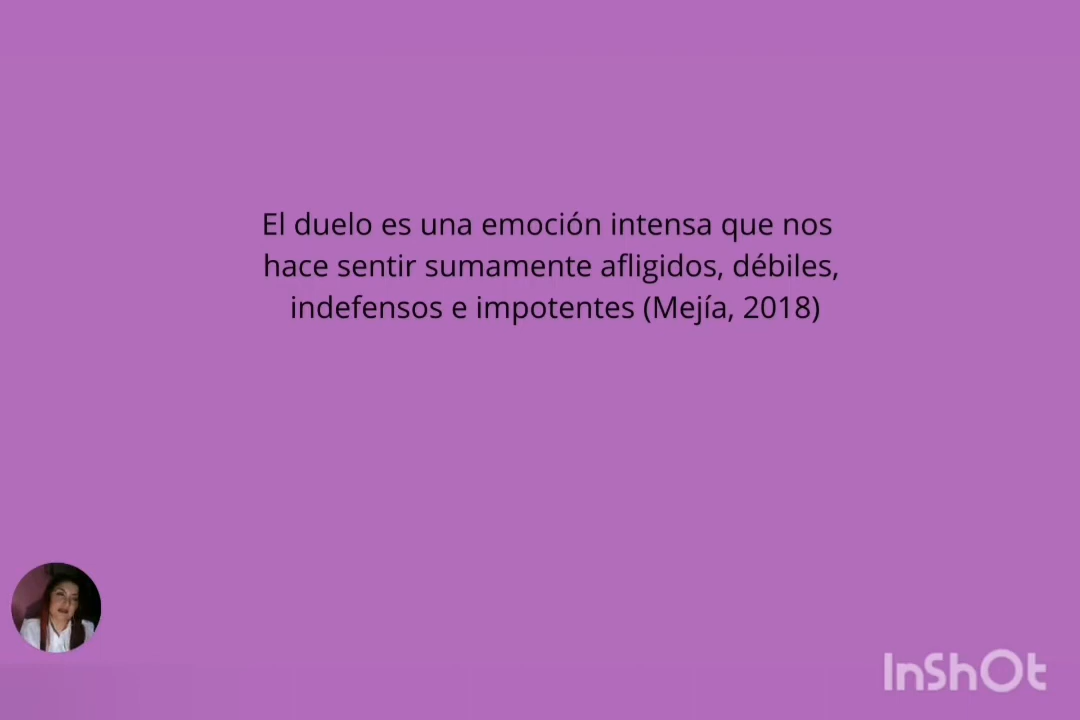 El duelo es una emoción intensa que nos
hace sentir sumamente afligidos, débiles,
indefensos e impotentes (Mejía, 2018)
InShOt